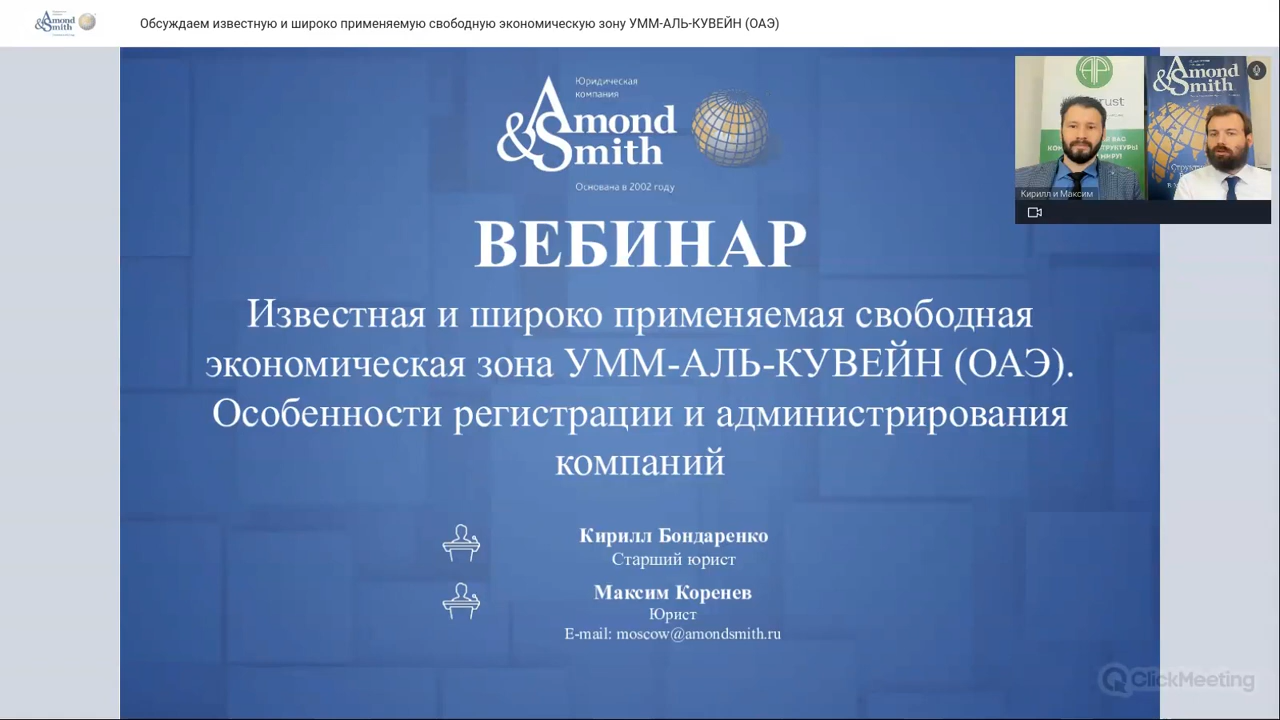 Amond
&Smith
Обсуждаем известную и широко применяемую свободную экономическую зону УММ-АЛЬ-КУВЕЙН (ОАЭ)
Юридическая
компания
Amond
&Smith
Основана в 2002 году
ВЕБИНАР
Известная и широко применяемая свободная
экономическая зона УММ-АЛЬ-КУВЕЙН (ОАЭ).
Особенности регистрации и администрирования
компаний
Кирилл Бондаренко
Старший юрист
Максим Коренев
Юрист
E-mail: moscow@amondsmith.ru
Amond
&Smith
Кирилл и Максим
ClickMeeting